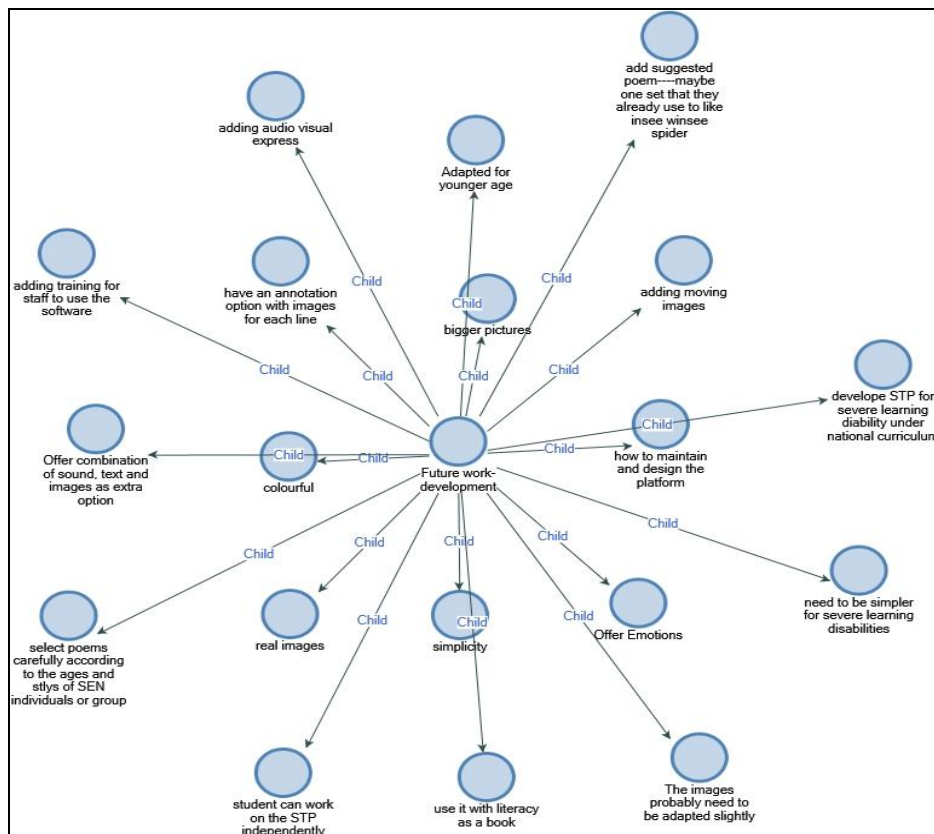 add suggested
poem----maybe
one set that they
already use to like
insee winsee
spider
adding audio visual
express
Adapted for
younger age
Child
Child
adding training for
staff to use the
software
have an annotation
option with images
for each line
Child
bigger pictures
adding moving
images
Child
Child
Child
Child
develope STP for
severe learning
diability under
national curriculum
Child
Offer combination
of sound, text and
images as extra
option
Child
colourful
Child
Future work-
development
Child
how to maintain
and design the
platform
Child
Child
Child
Child
Child
select poems
carefully according
to the ages and
stlys of SEN
individuals or group
real images
Child
Child
simplicity
Offer Emotions
Child
need to be simpler
for severe learning
disabilities
student can work
on the STP
independently
use it with literacy
as a book
The images
probably need to
be adapted slightly